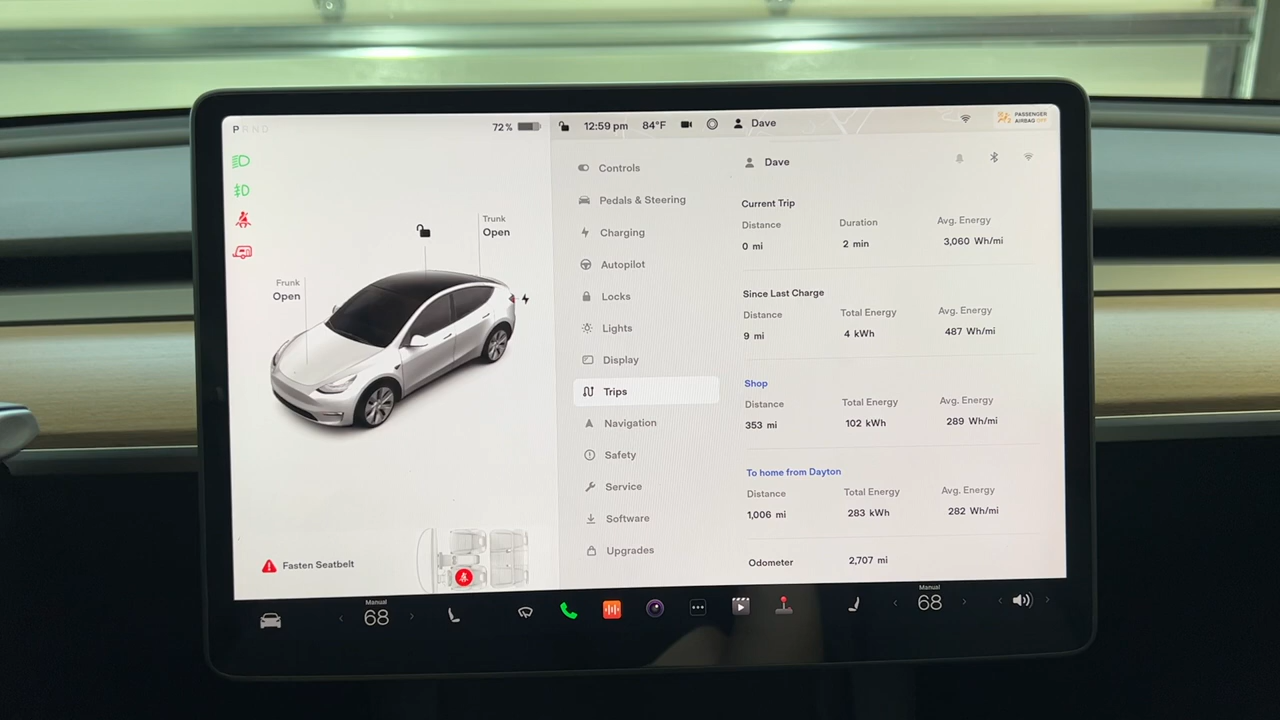 P R N D
72 %
12:59 pm
84°F
Dave
PASSENGER
AIRBAG OFF
Trunk
Open
Frunk
Open
Fasten Seatbelt
Controls
Pedals & Steering
Charging
Autopilot
Locks
Lights
Display
Trips
Navigation
Safety
Service
Software
Upgrades
Dave
Current Trip
Distance
Duration
Avg. Energy
0 mi
2 min
3,060 Wh/mi
Since Last Charge
Distance
Total Energy
Avg. Energy
9 mi
4 kWh
487 Wh/mi
Shop
Distance
Total Energy
Avg. Energy
353 mi
102 kWh
289 Wh/mi
To home from Dayton
Distance
Total Energy
Avg. Energy
1,006 mi
283 kWh
282 Wh/mi
Odometer
2,707 mi
Manual
68
Manual
68